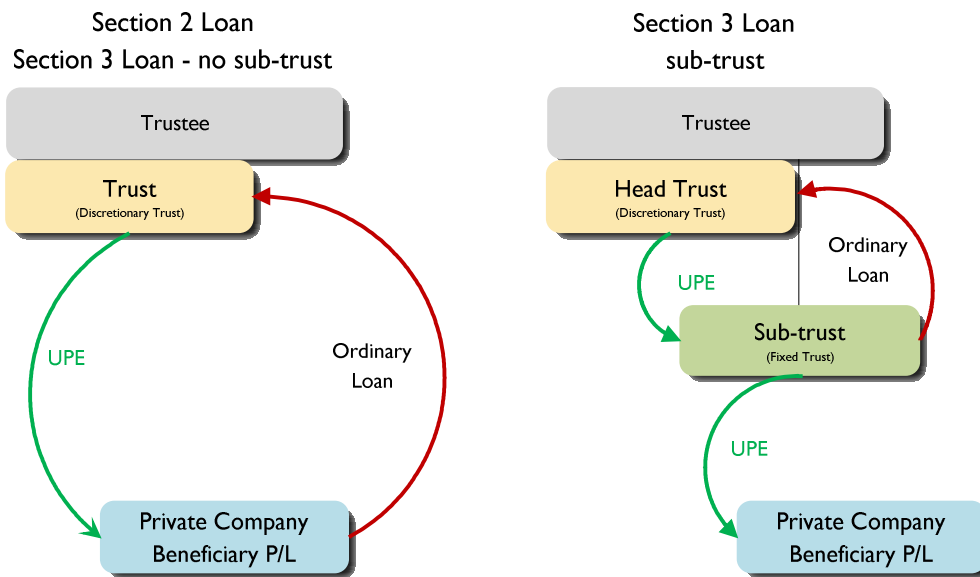 Section 2 Loan
Section 3 Loan - no sub-trust
Trustee
Trust
(Discretionary Trust)
UPE
Ordinary
Loan
Private Company
Beneficiary P/L
Section 3 Loan
sub-trust
Trustee
Head Trust
(Discretionary Trust)
Ordinary
Loan
UPE
Sub-trust
(Fixed Trust)
UPE
Private Company
Beneficiary P/L